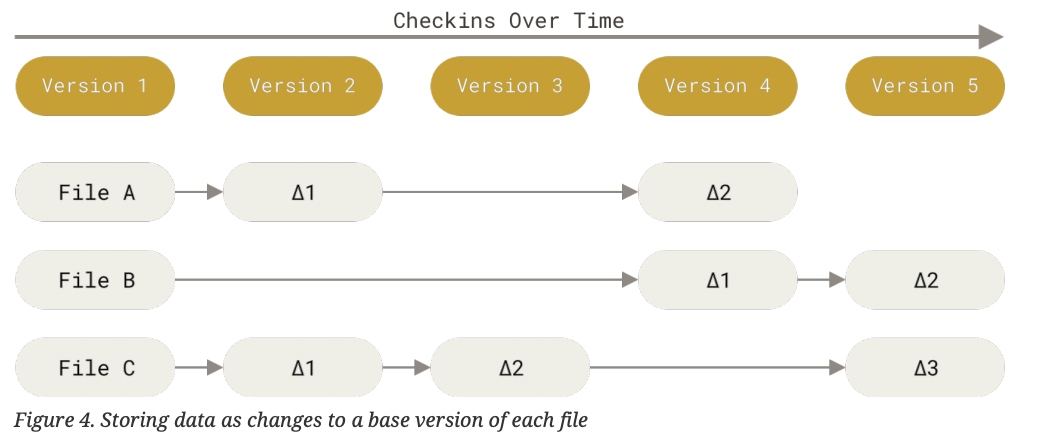 Checkins Over Time
Version 1 Version 2 Version 3 Version 4 Version 5
File A Δ1 Δ2
File B Δ1 Δ2
File C Δ1 Δ2 Δ3
Figure 4. Storing data as changes to a base version of each file